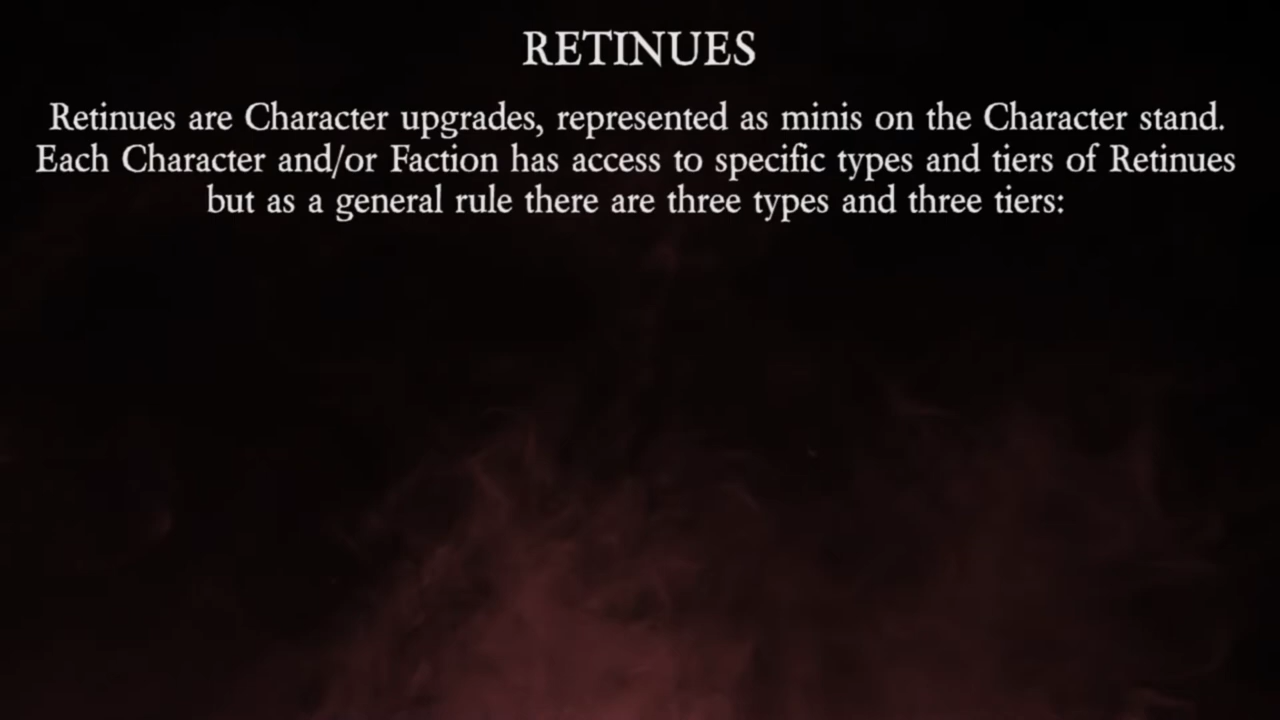 RETINUES
Retinues are Character upgrades, represented as minis on the Character stand.
Each Character and/or Faction has access to specific types and tiers of Retinues
but as a general rule there are three types and three tiers: